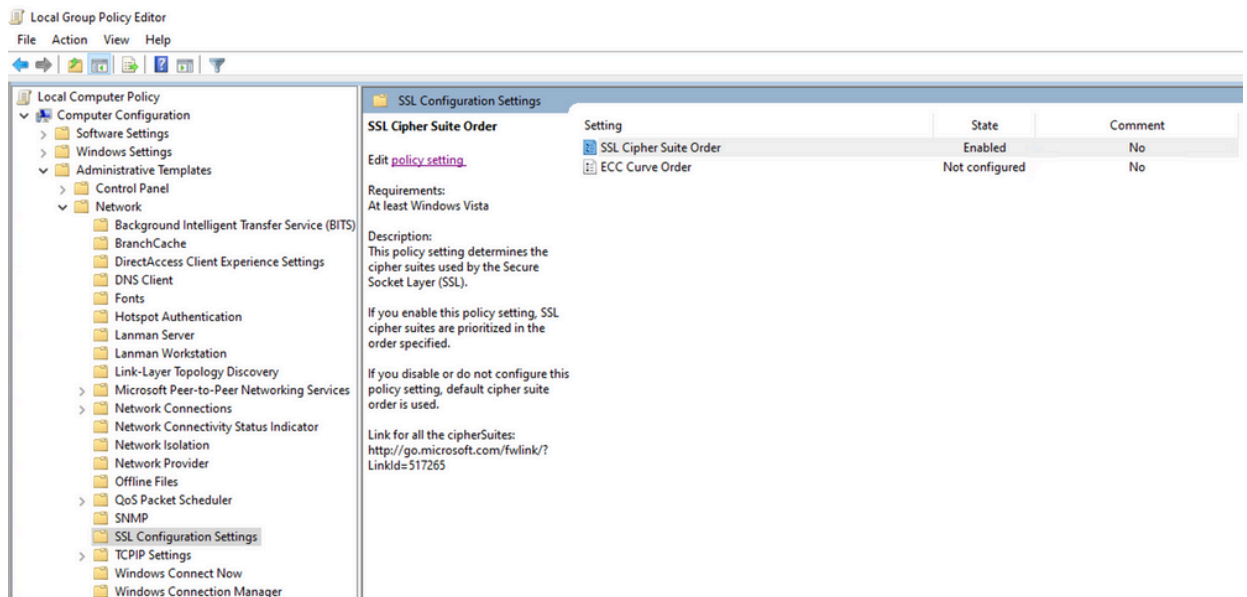 Local Group Policy Editor
File Action View Help
Local Computer Policy
Computer Configuration
Software Settings
Windows Settings
Administrative Templates
Control Panel
Network
Background Intelligent Transfer Service (BITS)
BranchCache
DirectAccess Client Experience Settings
DNS Client
Fonts
Hotspot Authentication
Lanman Server
Lanman Workstation
Link-Layer Topology Discovery
Microsoft Peer-to-Peer Networking Services
Network Connections
Network Connectivity Status Indicator
Network Isolation
Network Provider
Offline Files
QoS Packet Scheduler
SNMP
SSL Configuration Settings
TCPIP Settings
Windows Connect Now
Windows Connection Manager
SSL Configuration Settings
SSL Cipher Suite Order
Edit policy setting
Requirements:
At least Windows Vista
Description:
This policy setting determines the
cipher suites used by the Secure
Socket Layer (SSL).
If you enable this policy setting, SSL
cipher suites are prioritized in the
order specified.
If you disable or do not configure this
policy setting, default cipher suite
order is used.
Link for all the cipherSuites:
http://go.microsoft.com/fwlink/?
LinkId=517265
Setting State Comment
SSL Cipher Suite Order Enabled No
ECC Curve Order Not configured No